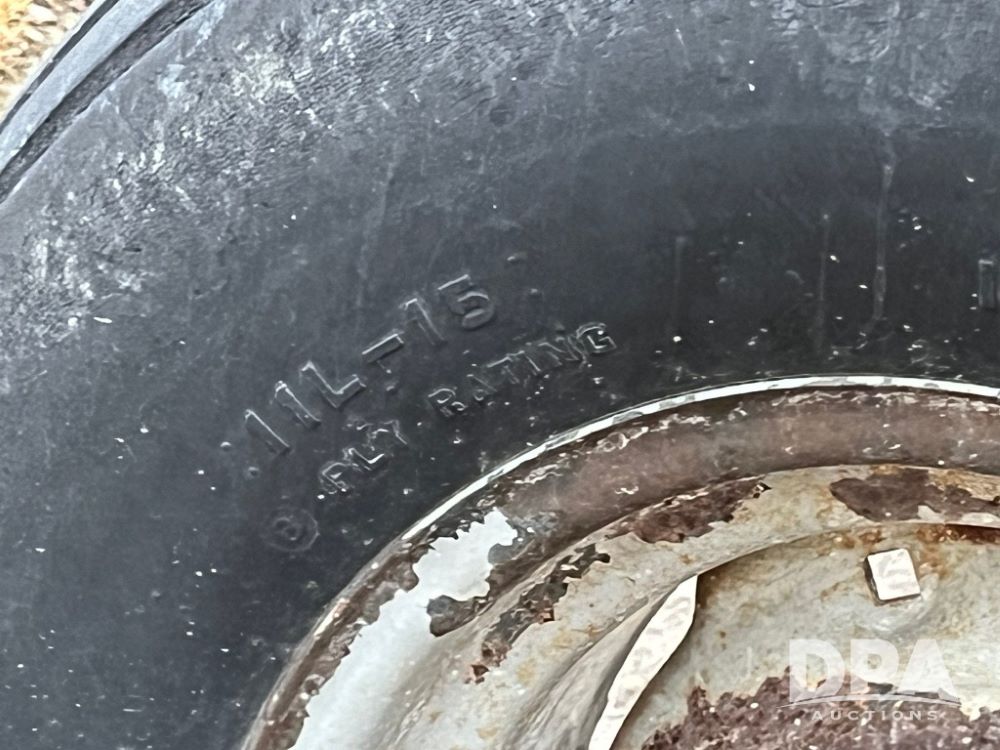 11L-15
8 PLY RATING
DPA
AUCTIONS